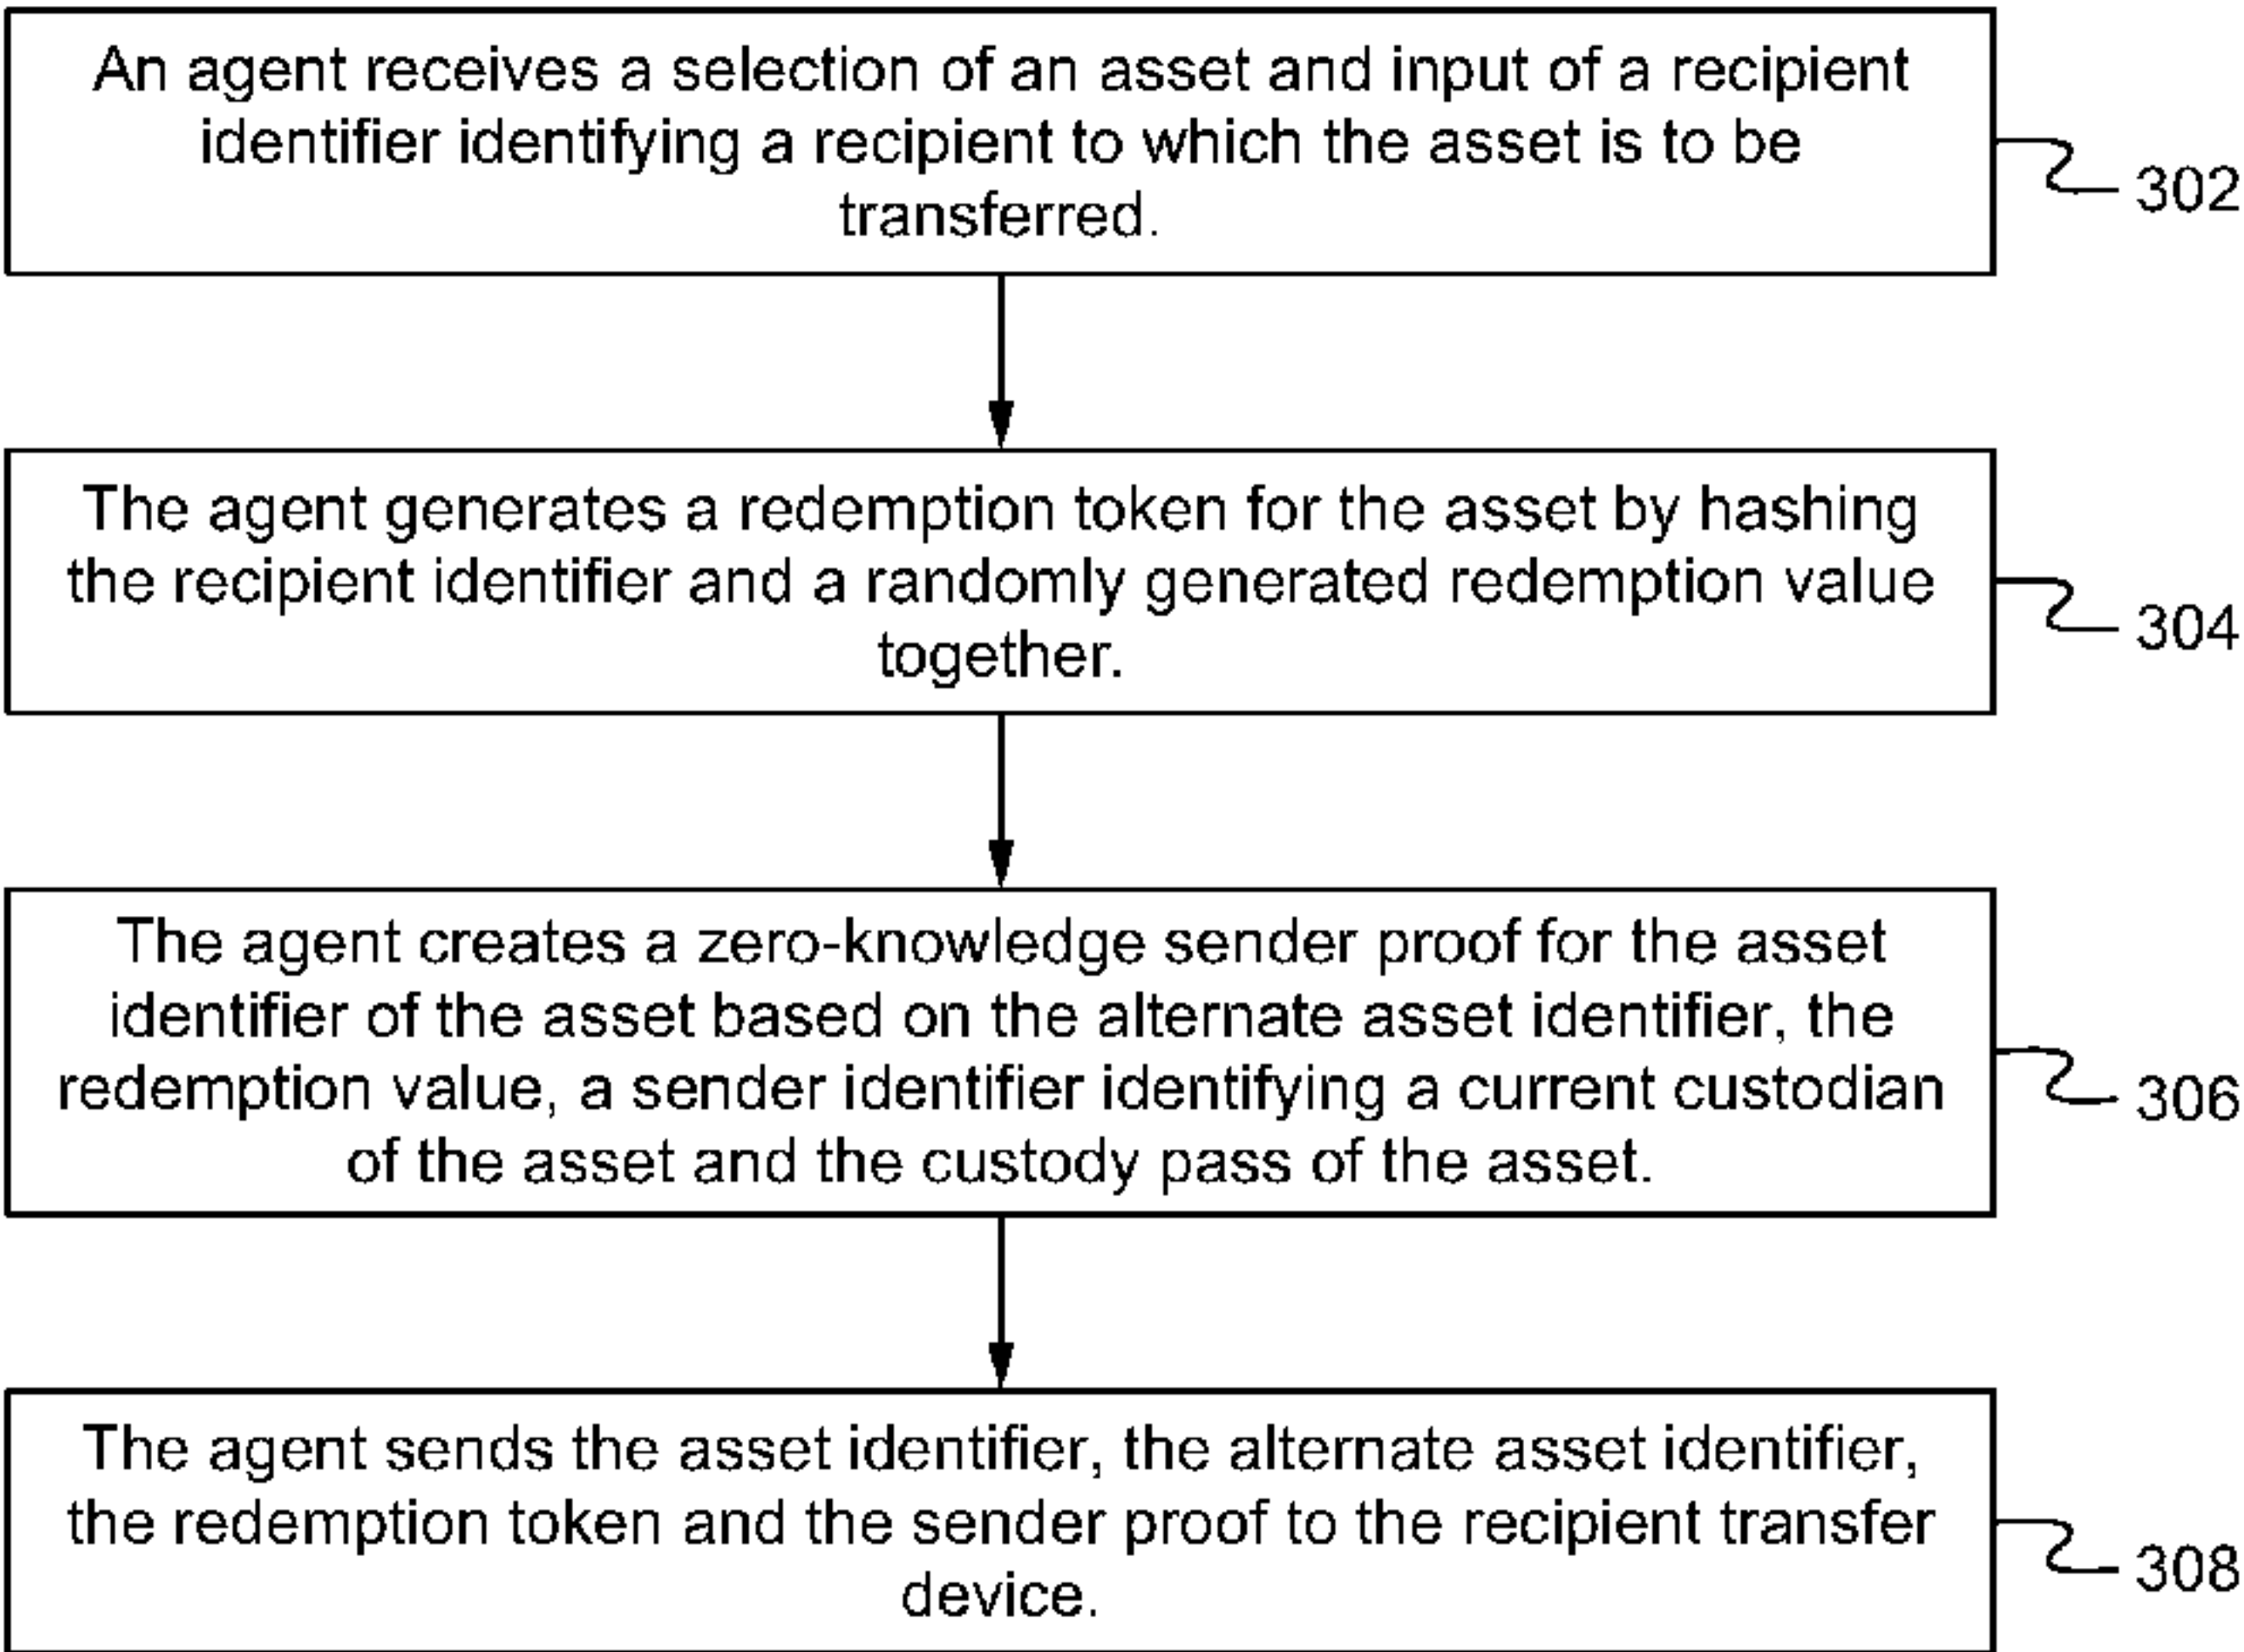 An agent receives a selection of an asset and input of a recipient
identifier identifying a recipient to which the asset is to be
transferred.
302
The agent generates a redemption token for the asset by hashing
the recipient identifier and a randomly generated redemption value
together.
304
The agent creates a zero-knowledge sender proof for the asset
identifier of the asset based on the alternate asset identifier, the
redemption value, a sender identifier identifying a current custodian
of the asset and the custody pass of the asset.
306
The agent sends the asset identifier, the alternate asset identifier,
the redemption token and the sender proof to the recipient transfer
device.
308